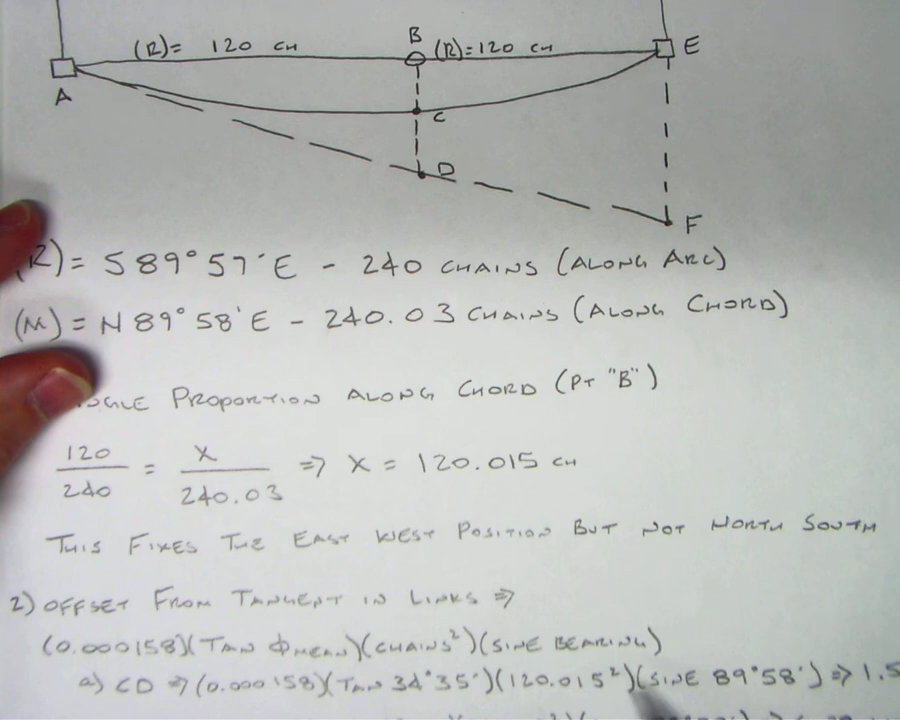 B
(R)= 120 CH (R)=120 CH E
A
C
D
F
(R)= S89°57'E - 240 CHAINS (ALONG ARC)
(M)= N89°58'E - 240.03 CHAINS (ALONG CHORD)
PROPORTION ALONG CHORD (PT "B")
120/240 = X/240.03 => X = 120.015 CH
THIS FIXES THE EAST WEST POSITION BUT NOT NORTH SOUTH
2) OFFSET FROM TANGENT IN LINKS =>
(0.000158)(TAN ΦMEAN)(CHAINS²)(SINE BEARING)
a) CD => (0.000158)(TAN 34°35')(120.015²)(SINE 89°58') => 1.5